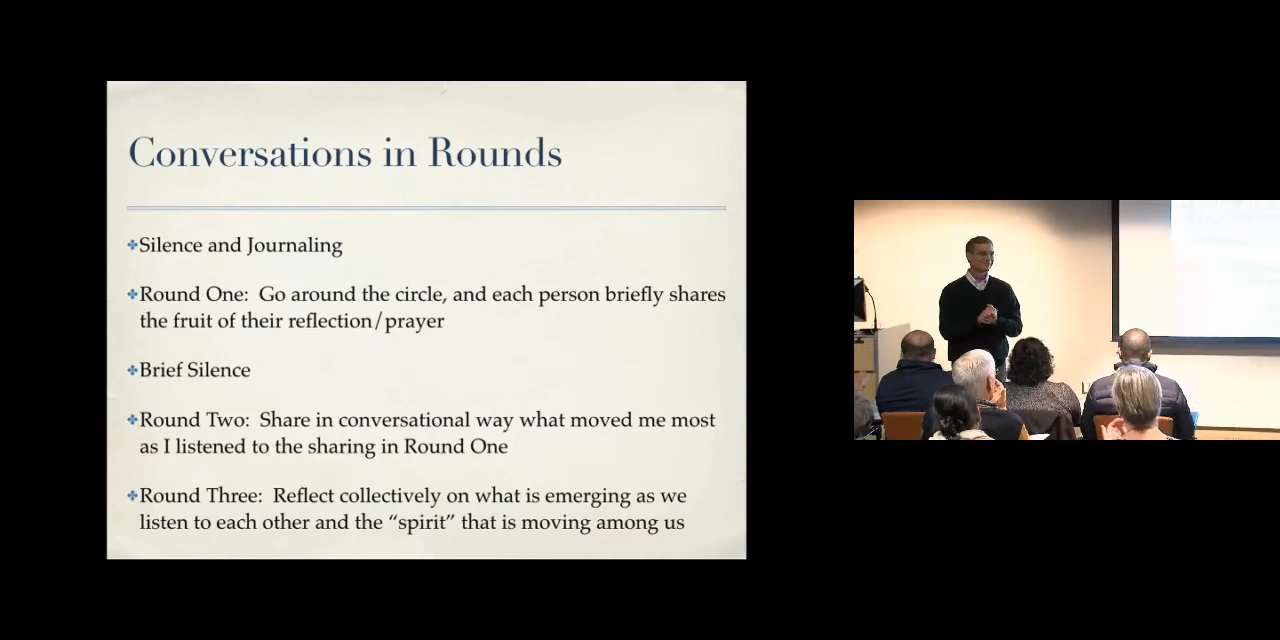 Conversations in Rounds
✤Silence and Journaling
✤Round One:  Go around the circle, and each person briefly shares
the fruit of their reflection/prayer
✤Brief Silence
✤Round Two:  Share in conversational way what moved me most
as I listened to the sharing in Round One
✤Round Three:  Reflect collectively on what is emerging as we
listen to each other and the “spirit” that is moving among us